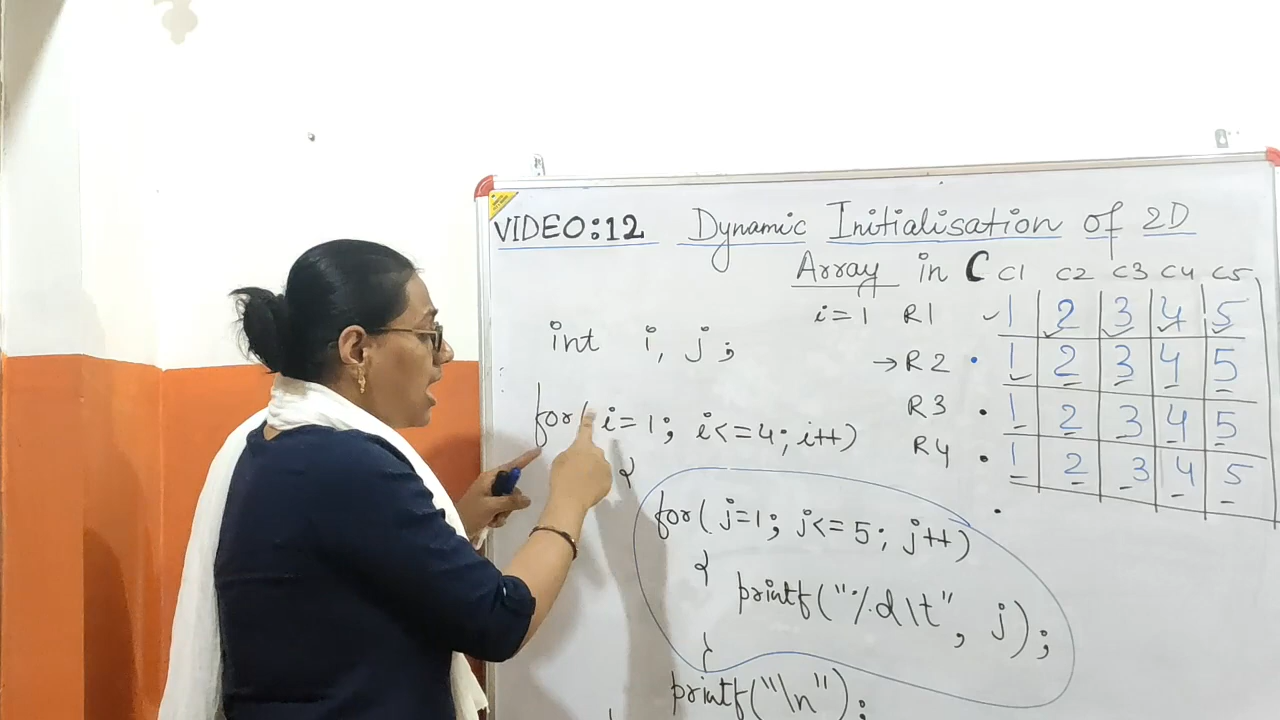 VIDEO:12 Dynamic Initialisation of 2D
Array in C
C1 C2 C3 C4 C5
i=1 R1 ✓ 1 2 3 4 5
→R2 • 1 2 3 4 5
R3 • 1 2 3 4 5
R4 • 1 2 3 4 5
int i, j;
for( i=1; i<=4; i++)
{
for( j=1; j<=5; j++)
{
printf("%d\t", j);
}
printf("\n");